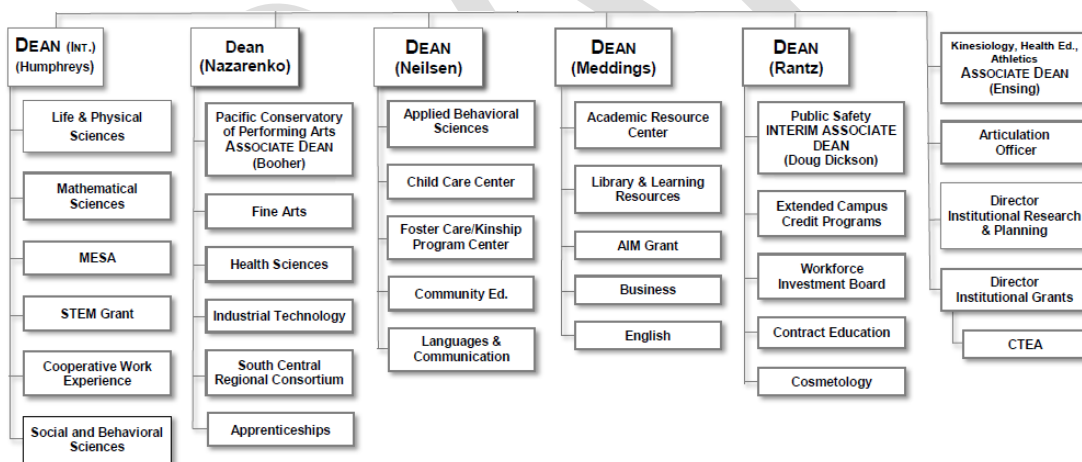 DEAN (INT.)
(Humphreys)
Life & Physical
Sciences
Mathematical
Sciences
MESA
STEM Grant
Cooperative Work
Experience
Social and Behavioral
Sciences
Dean
(Nazarenko)
Pacific Conservatory
of Performing Arts
ASSOCIATE DEAN
(Booher)
Fine Arts
Health Sciences
Industrial Technology
South Central
Regional Consortium
Apprenticeships
DEAN
(Neilsen)
Applied Behavioral
Sciences
Child Care Center
Foster Care/Kinship
Program Center
Community Ed.
Languages &
Communication
DEAN
(Meddings)
Academic Resource
Center
Library & Learning
Resources
AIM Grant
Business
English
DEAN
(Rantz)
Public Safety
INTERIM ASSOCIATE
DEAN
(Doug Dickson)
Extended Campus
Credit Programs
Workforce
Investment Board
Contract Education
Cosmetology
Kinesiology, Health Ed.,
Athletics
ASSOCIATE DEAN
(Ensing)
Articulation
Officer
Director
Institutional Research
& Planning
Director
Institutional Grants
CTEA